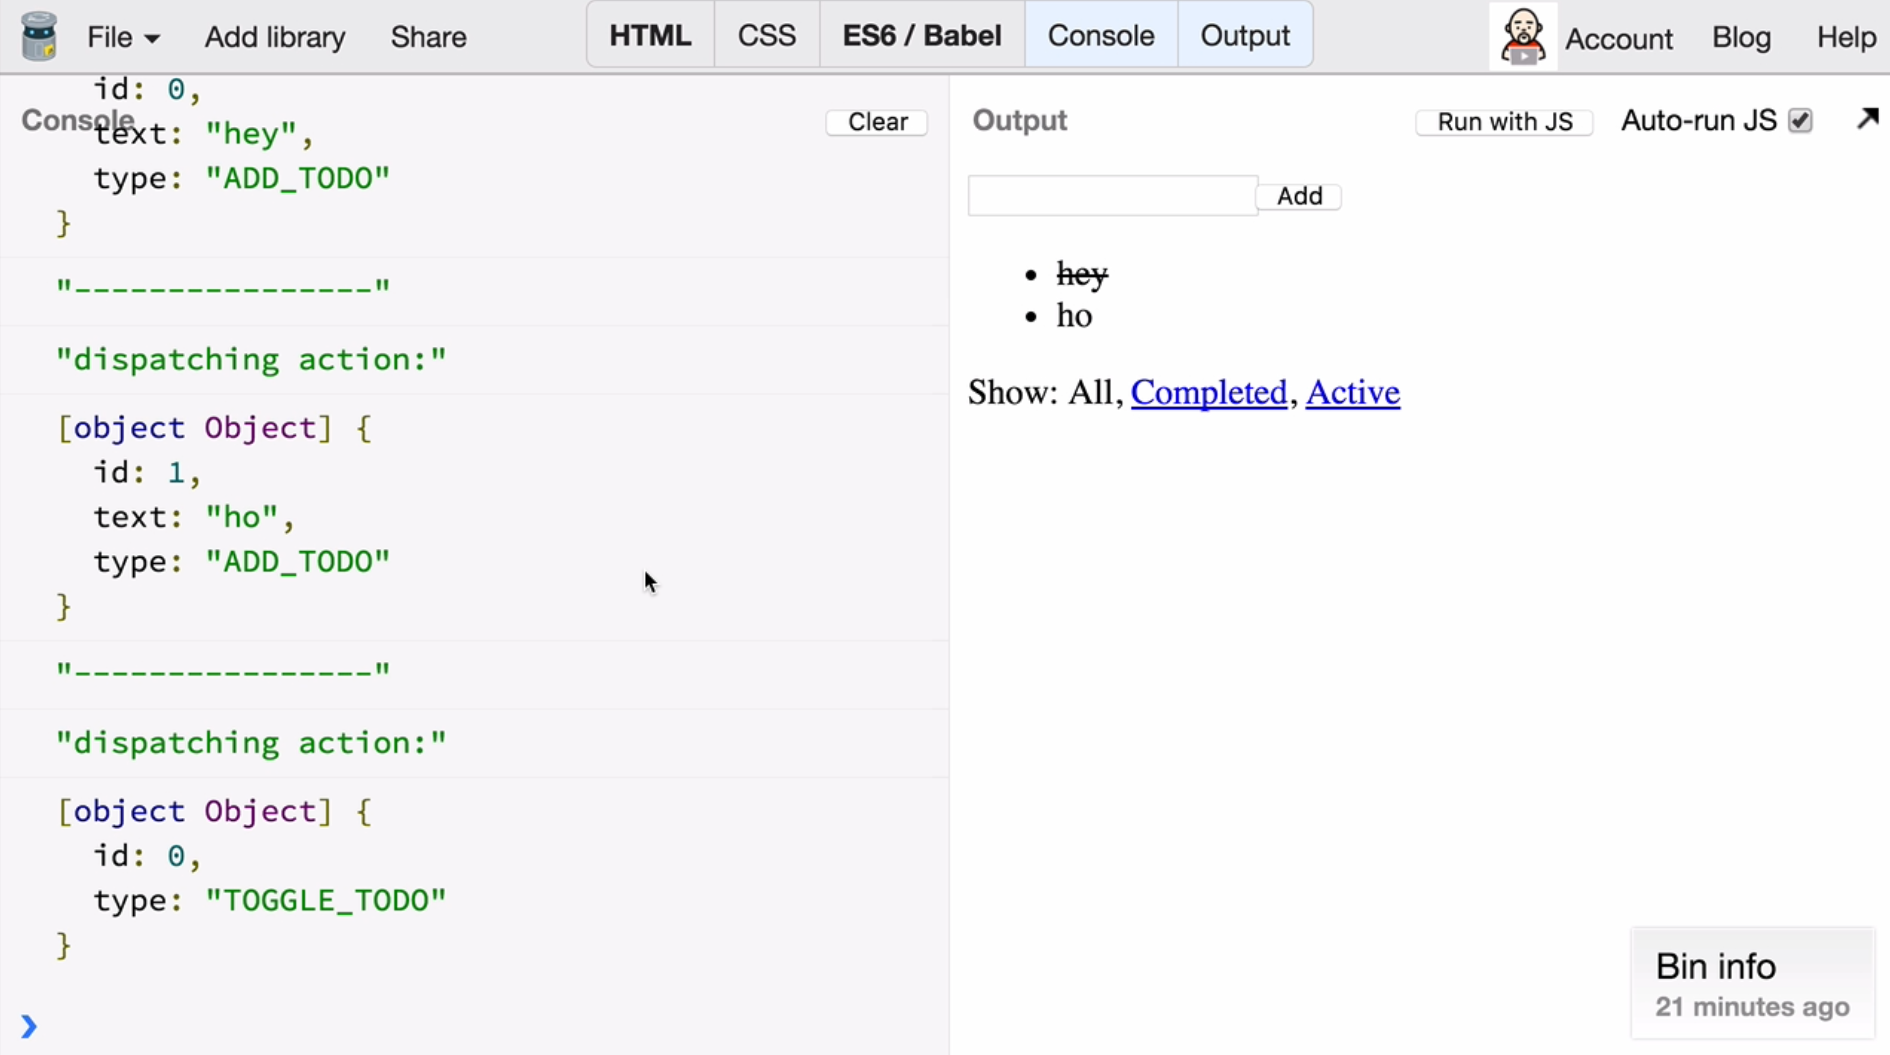 File Add library Share HTML CSS ES6 / Babel Console Output Account Blog Help
id: 0,
Console
text: "hey",
Clear
type: "ADD_TODO"
}
"----------------"
"dispatching action:"
[object Object] {
id: 1,
text: "ho",
type: "ADD_TODO"
}
"----------------"
"dispatching action:"
[object Object] {
id: 0,
type: "TOGGLE_TODO"
}
❯
Output Run with JS Auto-run JS
Add
• hey
• ho
Show: All, Completed, Active
Bin info
21 minutes ago